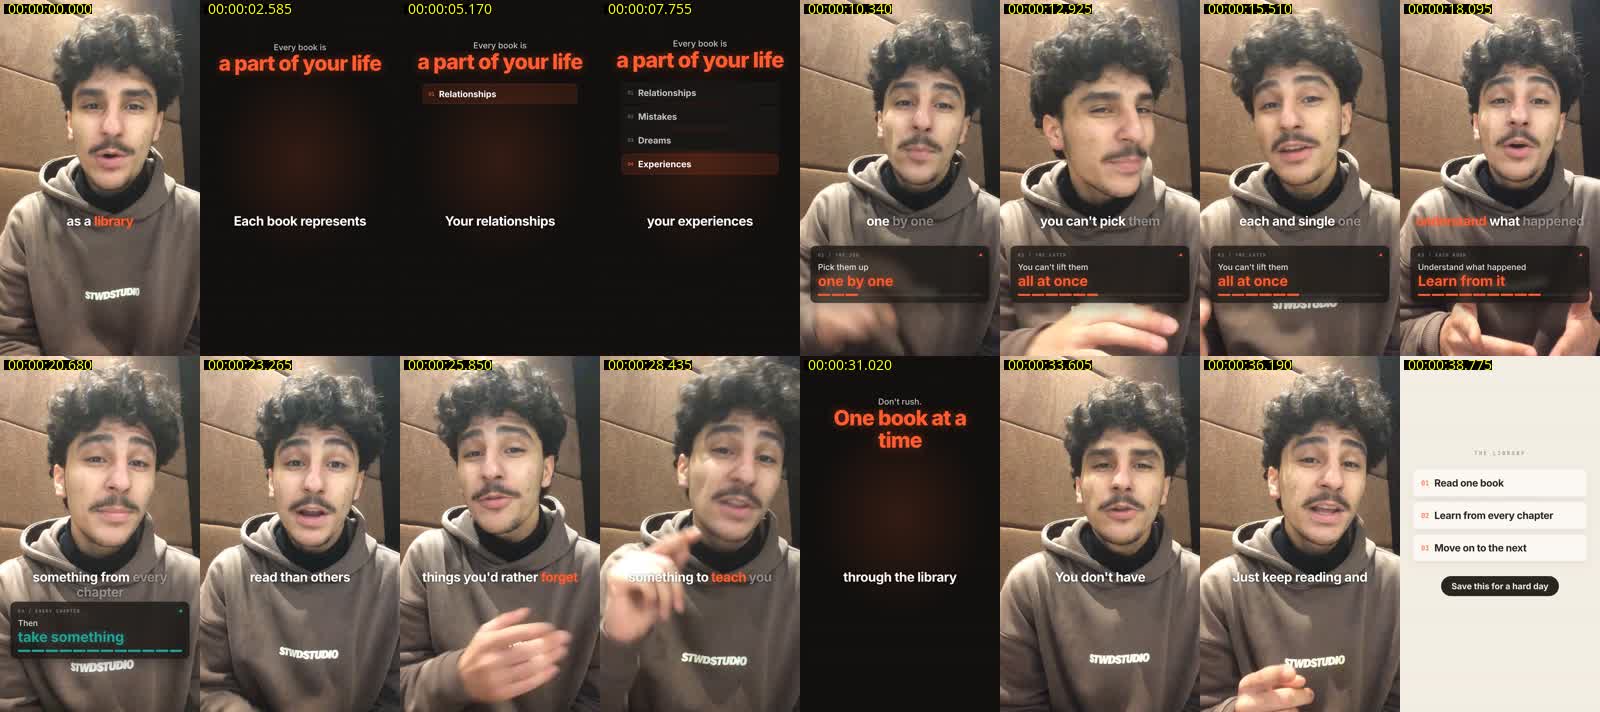 00:00:00.000
as a library
STWDSTUDIO
00:00:02.585
Every book is
a part of your life
Each book represents
00:00:05.170
Every book is
a part of your life
01 Relationships
Your relationships
00:00:07.755
Every book is
a part of your life
01 Relationships
02 Mistakes
03 Dreams
04 Experiences
your experiences
00:00:10.340
one by one
Pick them up
one by one
00:00:12.925
you can't pick them
You can't lift them
all at once
00:00:15.510
each and single one
You can't lift them
all at once
STWDSTUDIO
00:00:18.095
understand what happened
Understand what happened
Learn from it
00:00:20.680
something from every
chapter
04 / EVERY CHAPTER
Then
take something
STWDSTUDIO
00:00:23.265
read than others
STWDSTUDIO
00:00:25.850
things you'd rather forget
00:00:28.435
something to teach you
STWDSTUDIO
00:00:31.020
Don't rush.
One book at a
time
through the library
00:00:33.605
You don't have
STWDSTUDIO
00:00:36.190
Just keep reading and
STWDSTUDIO
00:00:38.775
THE LIBRARY
01 Read one book
02 Learn from every chapter
03 Move on to the next
Save this for a hard day